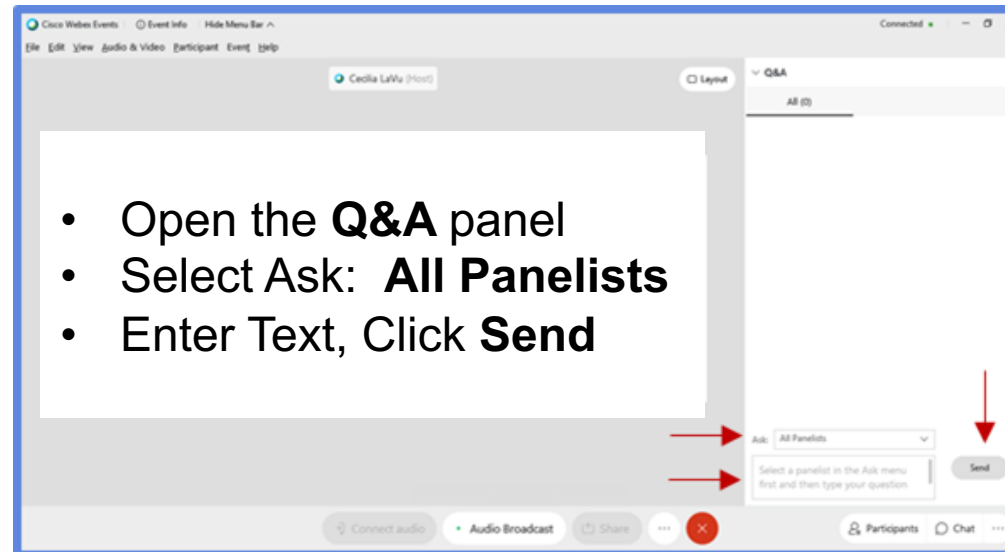 Cisco Webex Events Event Info Hide Menu Bar
Connected
File Edit View Audio & Video Participant Event Help
Cecilia LaVu (Host)
Layout
Q&A
All (0)
• Open the Q&A panel
• Select Ask: All Panelists
• Enter Text, Click Send
Ask: All Panelists
Select a panelist in the Ask menu
first and then type your question
Send
Connect audio Audio Broadcast Share ... Participants Chat ...